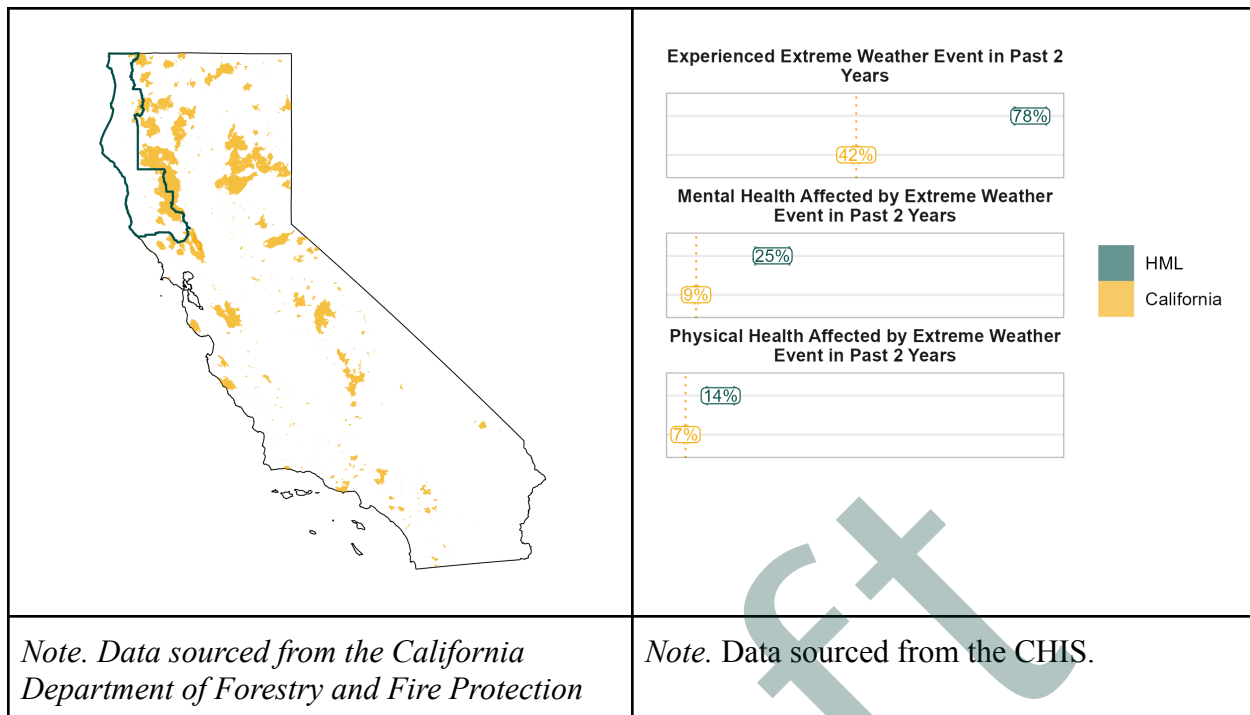 Experienced Extreme Weather Event in Past 2
Years
78%
42%
Mental Health Affected by Extreme Weather
Event in Past 2 Years
25%
9%
Physical Health Affected by Extreme Weather
Event in Past 2 Years
14%
7%
HML
California
Note. Data sourced from the California
Department of Forestry and Fire Protection
Note. Data sourced from the CHIS.
ft